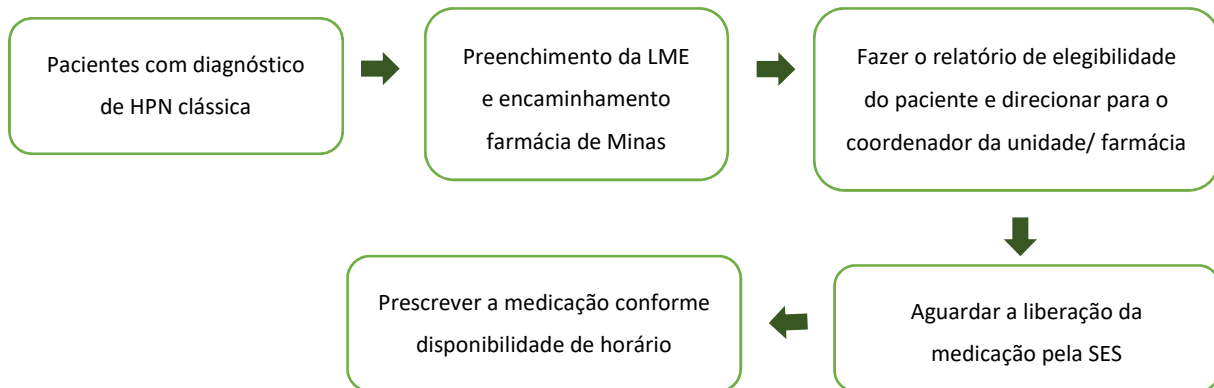 Pacientes com diagnóstico
de HPN clássica
Preenchimento da LME
e encaminhamento
farmácia de Minas
Fazer o relatório de elegibilidade
do paciente e direcionar para o
coordenador da unidade/ farmácia
Aguardar a liberação da
medicação pela SES
Prescrever a medicação conforme
disponibilidade de horário